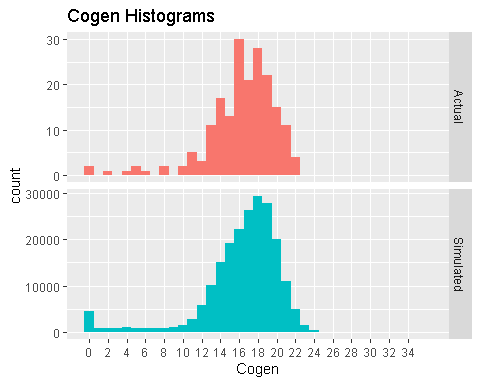 Cogen Histograms
30
20
10
0
Actual
count
30000
20000
10000
0
Simulated
0 2 4 6 8 10 12 14 16 18 20 22 24 26 28 30 32 34
Cogen